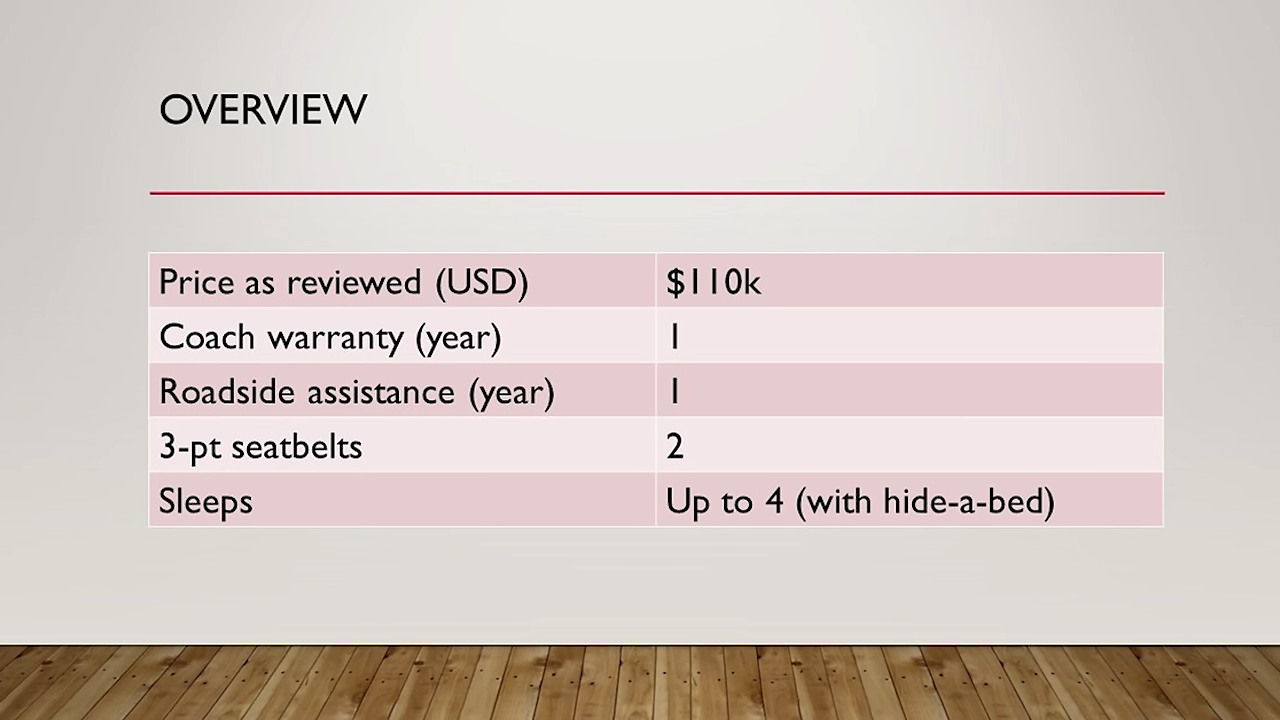 OVERVIEW
Price as reviewed (USD) $110k
Coach warranty (year) 1
Roadside assistance (year) 1
3-pt seatbelts 2
Sleeps Up to 4 (with hide-a-bed)